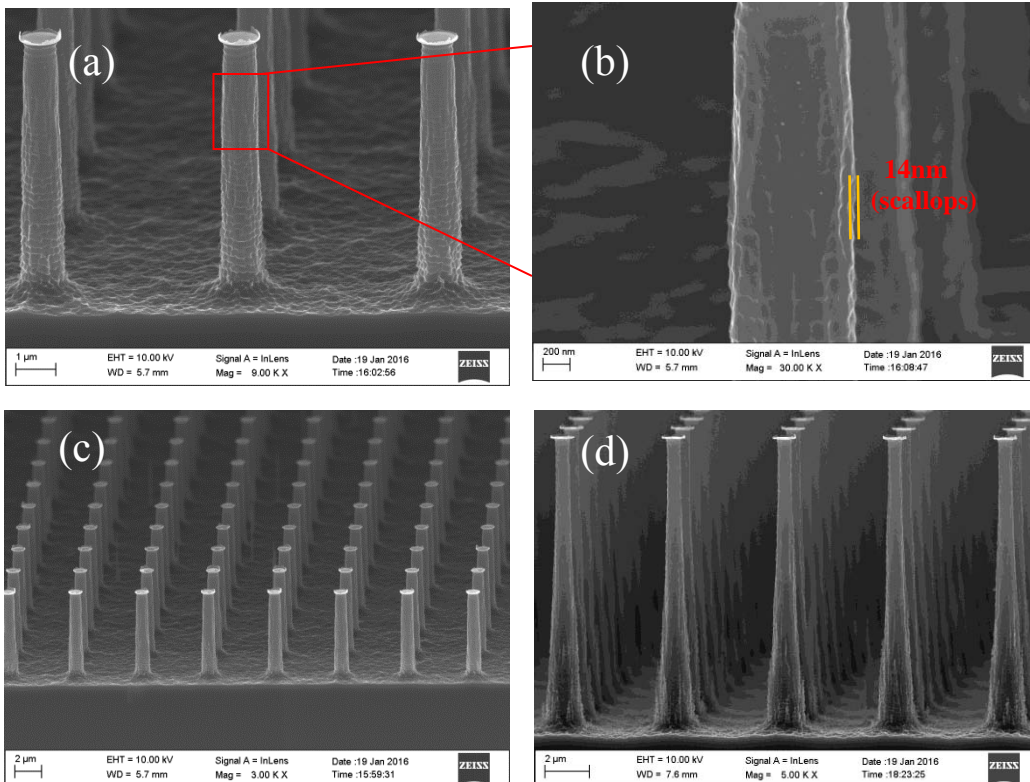 (a)
1 µm
EHT = 10.00 kV
WD = 5.7 mm
Signal A = InLens
Mag = 9.00 K X
Date :19 Jan 2016
Time :16:02:56
ZEISS
(b)
14nm
(scallops)
200 nm
EHT = 10.00 kV
WD = 5.7 mm
Signal A = InLens
Mag = 30.00 K X
Date :19 Jan 2016
Time :16:08:47
ZEISS
(c)
2 µm
EHT = 10.00 kV
WD = 5.7 mm
Signal A = InLens
Mag = 3.00 K X
Date :19 Jan 2016
Time :15:59:31
ZEISS
(d)
2 µm
EHT = 10.00 kV
WD = 7.6 mm
Signal A = InLens
Mag = 5.00 K X
Date :19 Jan 2016
Time :18:23:25
ZEISS